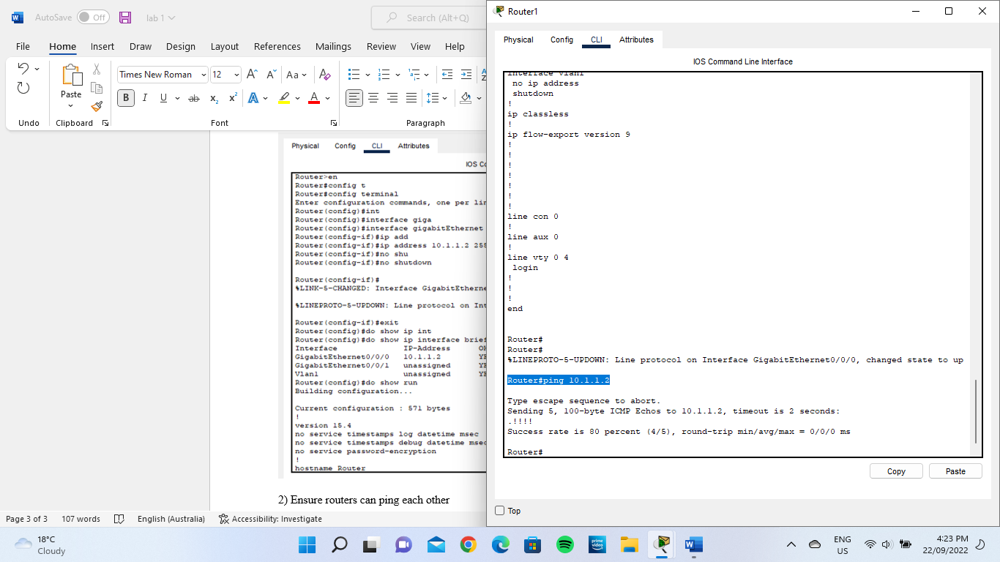 AutoSave Off lab 1 Search (Alt+Q)
File Home Insert Draw Design Layout References Mailings Review View Help
Times New Roman 12 Aa
Paste
B I U ab x₂ x² A A
Undo Clipboard Font Paragraph
Physical Config CLI Attributes
IOS
Router>en
Router#config t
Router#config terminal
Enter configuration commands, one per
Router(config)#int
Router(config)#interface giga
Router(config)#interface gigabitEthernet
Router(config-if)#ip add
Router(config-if)#ip address 10.1.1.2
Router(config-if)#no shu
Router(config-if)#no shutdown
Router(config-if)#
%LINK-5-CHANGED: Interface
%LINEPROTO-5-UPDOWN: Line protocol on
Router(config-if)#exit
Router(config)#do show ip int
Router(config)#do show ip interface
Interface IP-Address
GigabitEthernet0/0/0 10.1.1.2
GigabitEthernet0/0/1 unassigned
Vlan1 unassigned
Router(config)#do show run
Building configuration...
Current configuration : 571 bytes
!
version 15.4
no service timestamps log datetime msec
no service timestamps debug datetime msec
no service password-encryption
!
hostname Router
2) Ensure routers can ping each other
Page 3 of 3 107 words English (Australia) Accessibility: Investigate
Router1
Physical Config CLI Attributes
IOS Command Line Interface
interface Vlan1
no ip address
shutdown
!
ip classless
!
ip flow-export version 9
!
!
!
!
!
!
!
line con 0
!
line aux 0
!
line vty 0 4
login
!
!
!
end
Router#
Router#
%LINEPROTO-5-UPDOWN: Line protocol on Interface GigabitEthernet0/0/0, changed state to up
Router#ping 10.1.1.2
Type escape sequence to abort.
Sending 5, 100-byte ICMP Echos to 10.1.1.2, timeout is 2 seconds:
.!!!!
Success rate is 80 percent (4/5), round-trip min/avg/max = 0/0/0 ms
Router#
Copy Paste
Top
18°C
Cloudy
prime
video
ENG
US
4:23 PM
22/09/2022